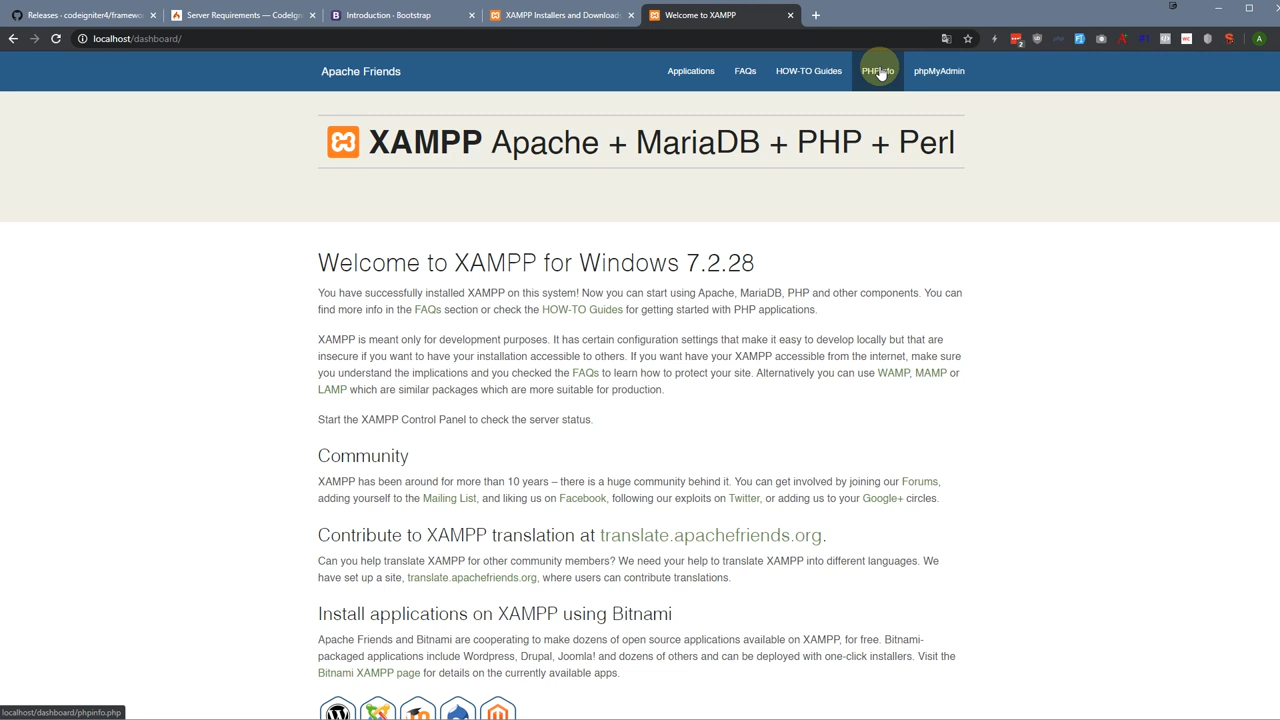 Releases · codeigniter4/framew
Server Requirements — CodeIgni
Introduction · Bootstrap
XAMPP Installers and Downloads
Welcome to XAMPP
localhost/dashboard/
Apache Friends
Applications
FAQs
HOW-TO Guides
PHPInfo
phpMyAdmin
XAMPP Apache + MariaDB + PHP + Perl
Welcome to XAMPP for Windows 7.2.28
You have successfully installed XAMPP on this system! Now you can start using Apache, MariaDB, PHP and other components. You can
find more info in the FAQs section or check the HOW-TO Guides for getting started with PHP applications.
XAMPP is meant only for development purposes. It has certain configuration settings that make it easy to develop locally but that are
insecure if you want to have your installation accessible to others. If you want have your XAMPP accessible from the internet, make sure
you understand the implications and you checked the FAQs to learn how to protect your site. Alternatively you can use WAMP, MAMP or
LAMP which are similar packages which are more suitable for production.
Start the XAMPP Control Panel to check the server status.
Community
XAMPP has been around for more than 10 years – there is a huge community behind it. You can get involved by joining our Forums,
adding yourself to the Mailing List, and liking us on Facebook, following our exploits on Twitter, or adding us to your Google+ circles.
Contribute to XAMPP translation at translate.apachefriends.org.
Can you help translate XAMPP for other community members? We need your help to translate XAMPP into different languages. We
have set up a site, translate.apachefriends.org, where users can contribute translations.
Install applications on XAMPP using Bitnami
Apache Friends and Bitnami are cooperating to make dozens of open source applications available on XAMPP, for free. Bitnami-
packaged applications include Wordpress, Drupal, Joomla! and dozens of others and can be deployed with one-click installers. Visit the
Bitnami XAMPP page for details on the currently available apps.
localhost/dashboard/phpinfo.php